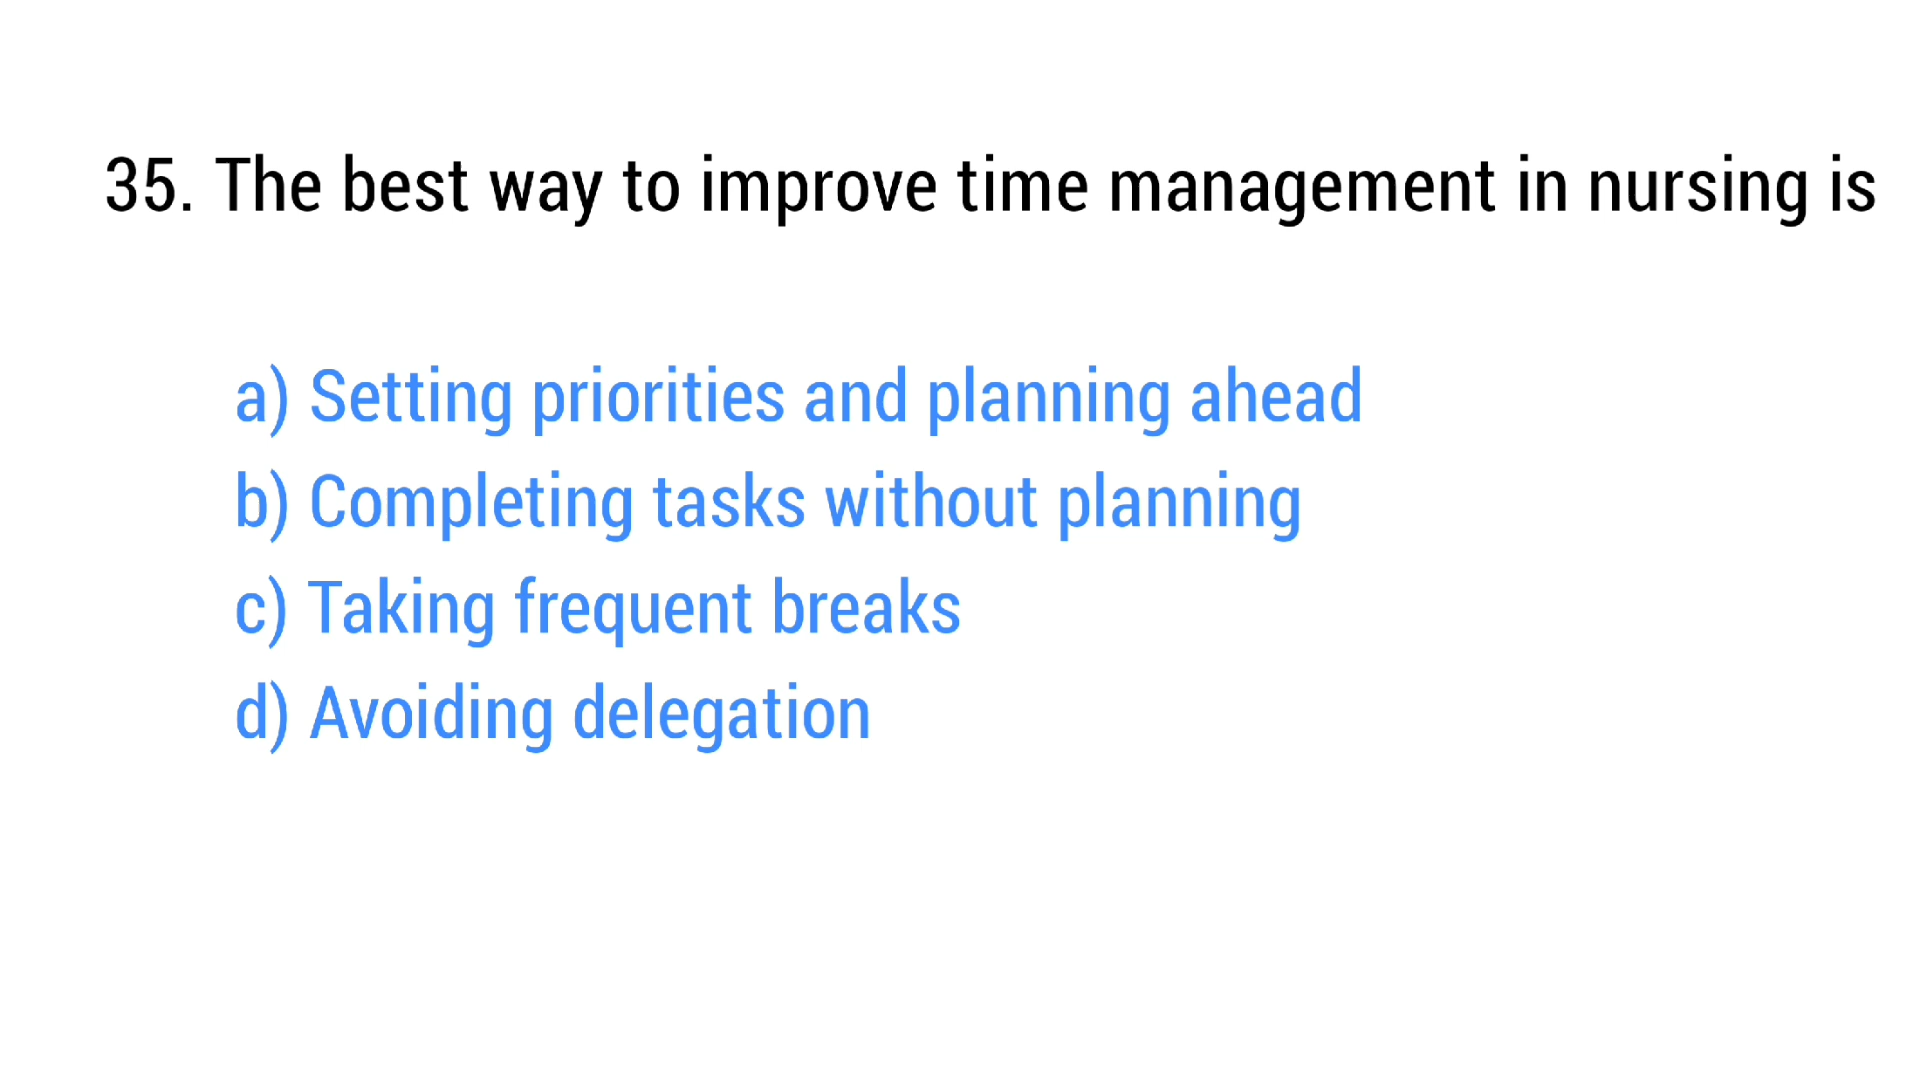 35. The best way to improve time management in nursing is
a) Setting priorities and planning ahead
b) Completing tasks without planning
c) Taking frequent breaks
d) Avoiding delegation